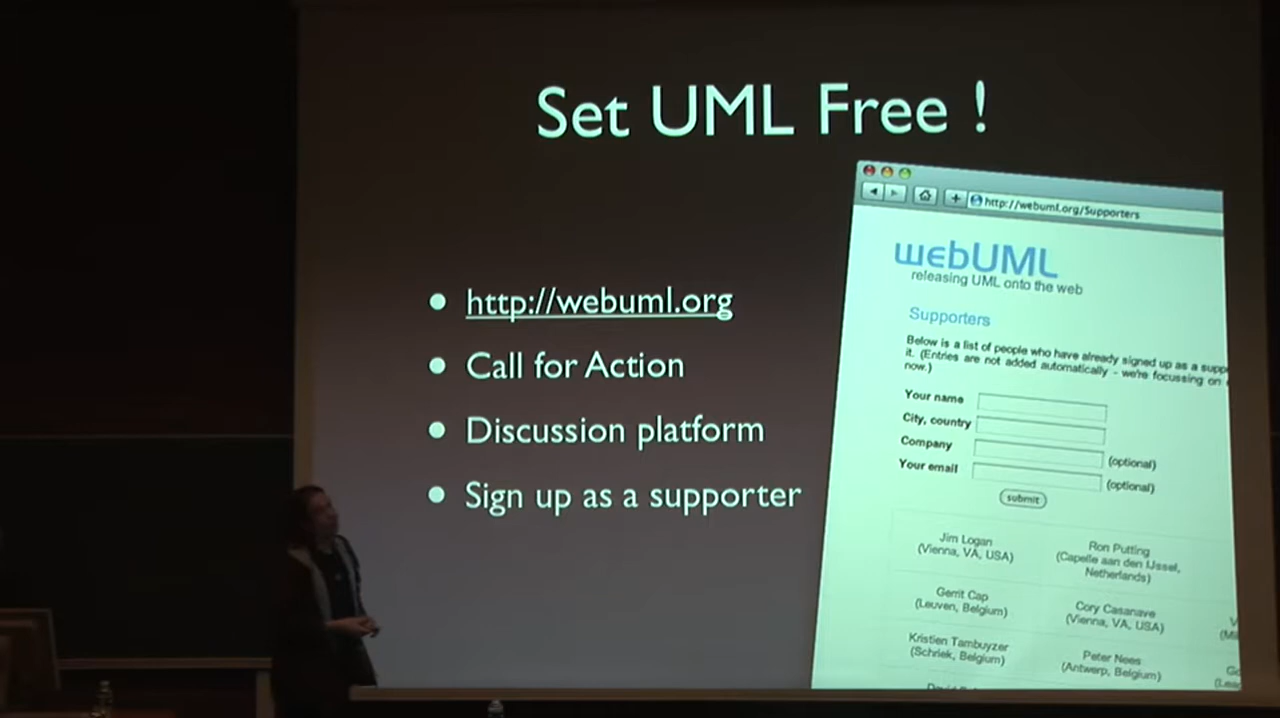 Set UML Free !
http://webuml.org
Call for Action
Discussion platform
Sign up as a supporter
http://webuml.org/Supporters
webUML
releasing UML onto the web
Supporters
Below is a list of people who have already signed up as a
it. (Entries are not added automatically - we're focussing on
now.)
Your name
City, country
Company
(optional)
Your email
(optional)
submit
Jim Logan
(Vienna, VA, USA)
Ron Putting
(Capelle aan den IJssel,
Netherlands)
Gerrit Cap
(Leuven, Belgium)
Cory Casanave
(Vienna, VA, USA)
Kristien Tambuyzer
(Schriek, Belgium)
Peter Nees
(Antwerp, Belgium)